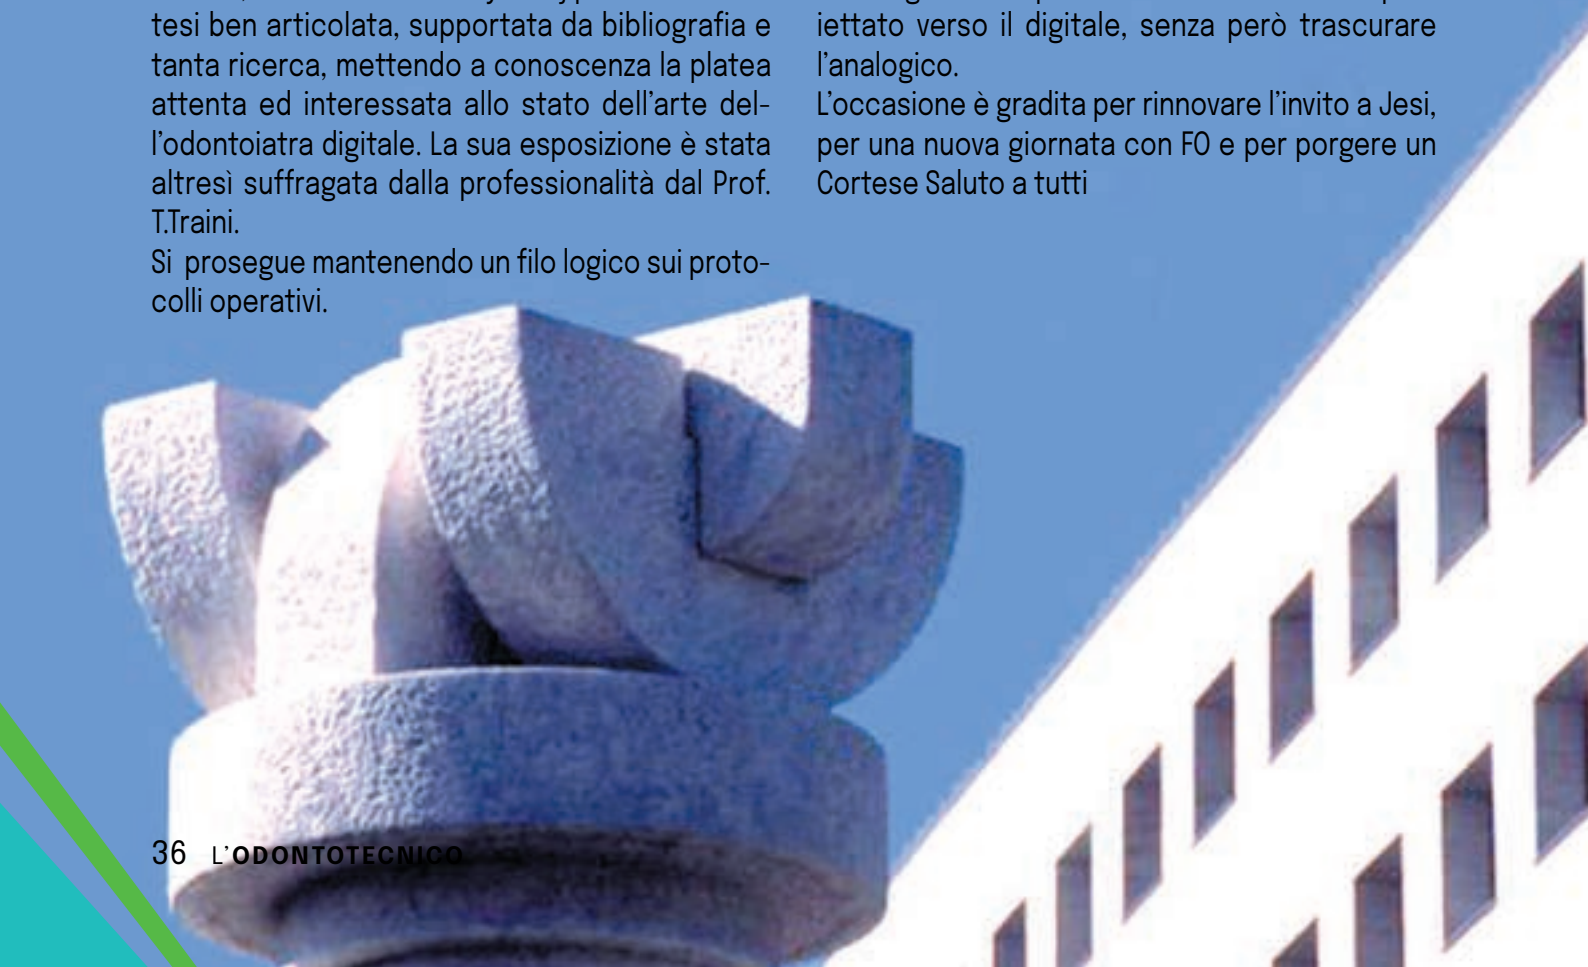 tesi ben articolata, supportata da bibliografia e
tanta ricerca, mettendo a conoscenza la platea
attenta ed interessata allo stato dell’arte del-
l’odontoiatra digitale. La sua esposizione è stata
altresì suffragata dalla professionalità dal Prof.
T.Traini.
Si prosegue mantenendo un filo logico sui proto-
colli operativi.
iettato verso il digitale, senza però trascurare
l’analogico.
L’occasione è gradita per rinnovare l’invito a Jesi,
per una nuova giornata con FO e per porgere un
Cortese Saluto a tutti
36 L’ODONTOTECNICO